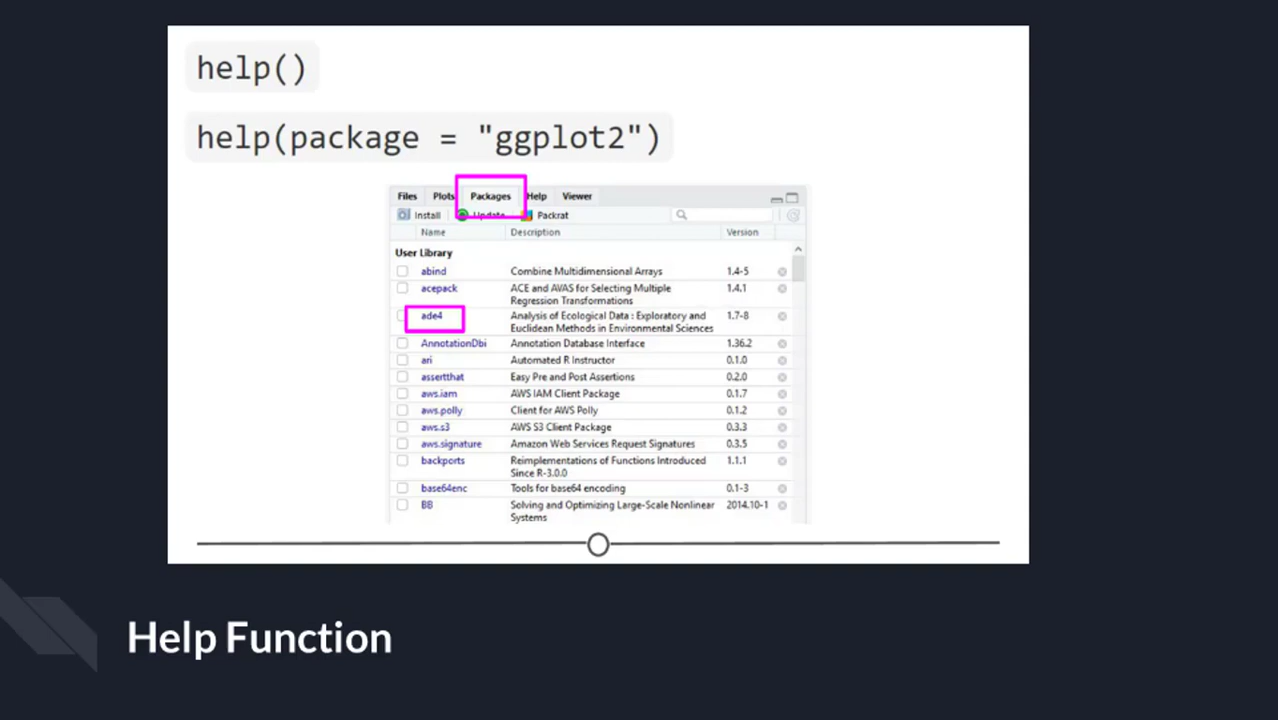 help()
help(package = "ggplot2")
Files Plots Packages Help Viewer
Install Update Packrat
Name Description Version
User Library
abind Combine Multidimensional Arrays 1.4-5
acepack ACE and AVAS for Selecting Multiple 1.4.1
Regression Transformations
ade4 Analysis of Ecological Data : Exploratory and 1.7-8
Euclidean Methods in Environmental Sciences
AnnotationDbi Annotation Database Interface 1.36.2
ari Automated R Instructor 0.1.0
assertthat Easy Pre and Post Assertions 0.2.0
aws.iam AWS IAM Client Package 0.1.7
aws.polly Client for AWS Polly 0.1.2
aws.s3 AWS S3 Client Package 0.3.3
aws.signature Amazon Web Services Request Signatures 0.3.5
backports Reimplementations of Functions Introduced 1.1.1
Since R-3.0.0
base64enc Tools for base64 encoding 0.1-3
BB Solving and Optimizing Large-Scale Nonlinear 2014.10-1
Systems
Help Function